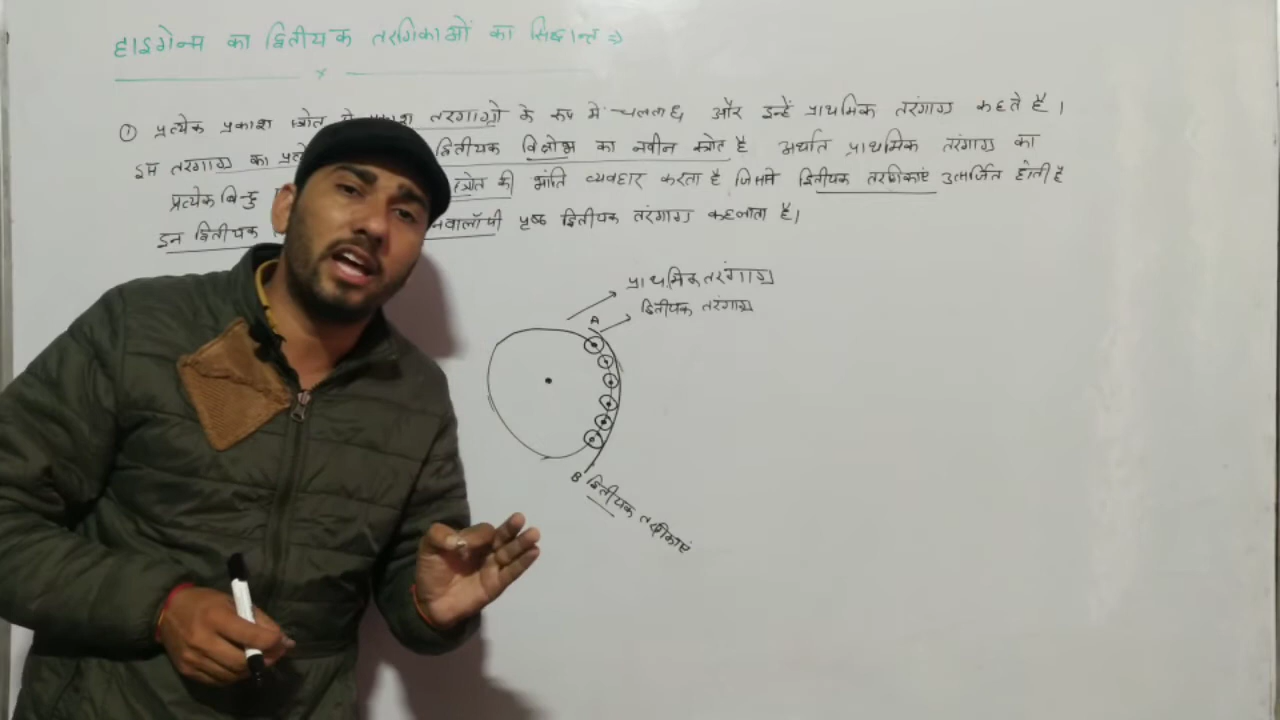 हाइगेन्स का द्वितीयक तरंगिकाओं का सिद्धान्त ⇒
① प्रत्येक प्रकाश स्त्रोत से तरंगाग्रो के रूप मे चलता है, और इन्हें प्राथमिक तरंगाग्र कहते है।
इस तरंगाग्र का द्वितीयक विक्षोभ का नवीन स्त्रोत है अर्थात प्राथमिक तरंगाग्र का
प्रत्येक बिन्दु स्त्रोत की भांति व्यवहार करता है जिससे द्वितीयक तरंगिकाएं उत्सर्जित होती है
इन द्वितीयक पृष्ठ द्वितीयक तरंगाग्र कहलाता है।
प्राथमिक तरंगाग्र
द्वितीयक तरंगाग्र
A
B
द्वितीयक तरंगिकाएं